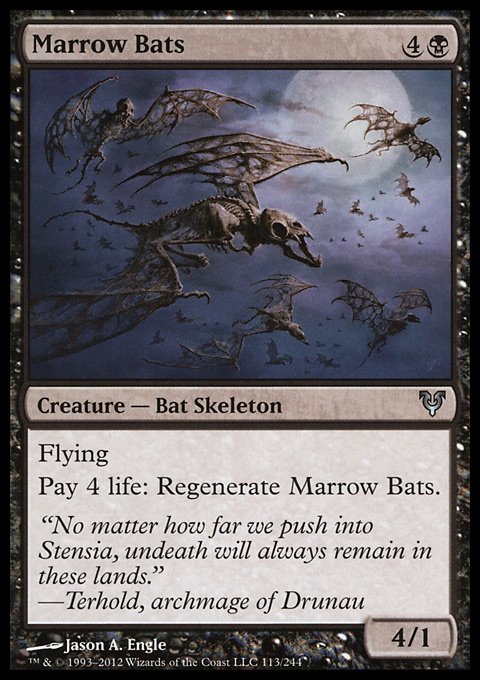 Marrow Bats 4
Creature — Bat Skeleton
Flying
Pay 4 life: Regenerate Marrow Bats.
“No matter how far we push into
Stensia, undeath will always remain in
these lands.”
—Terhold, archmage of Drunau
Jason A. Engle
4/1
™ & © 1993–2012 Wizards of the Coast LLC 113/244